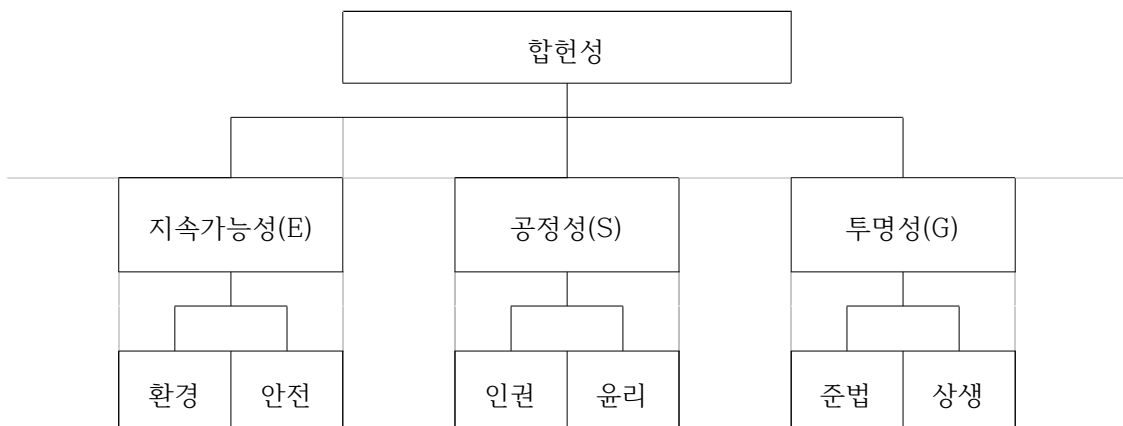 합헌성
지속가능성(E) 공정성(S) 투명성(G)
환경 안전 인권 윤리 준법 상생